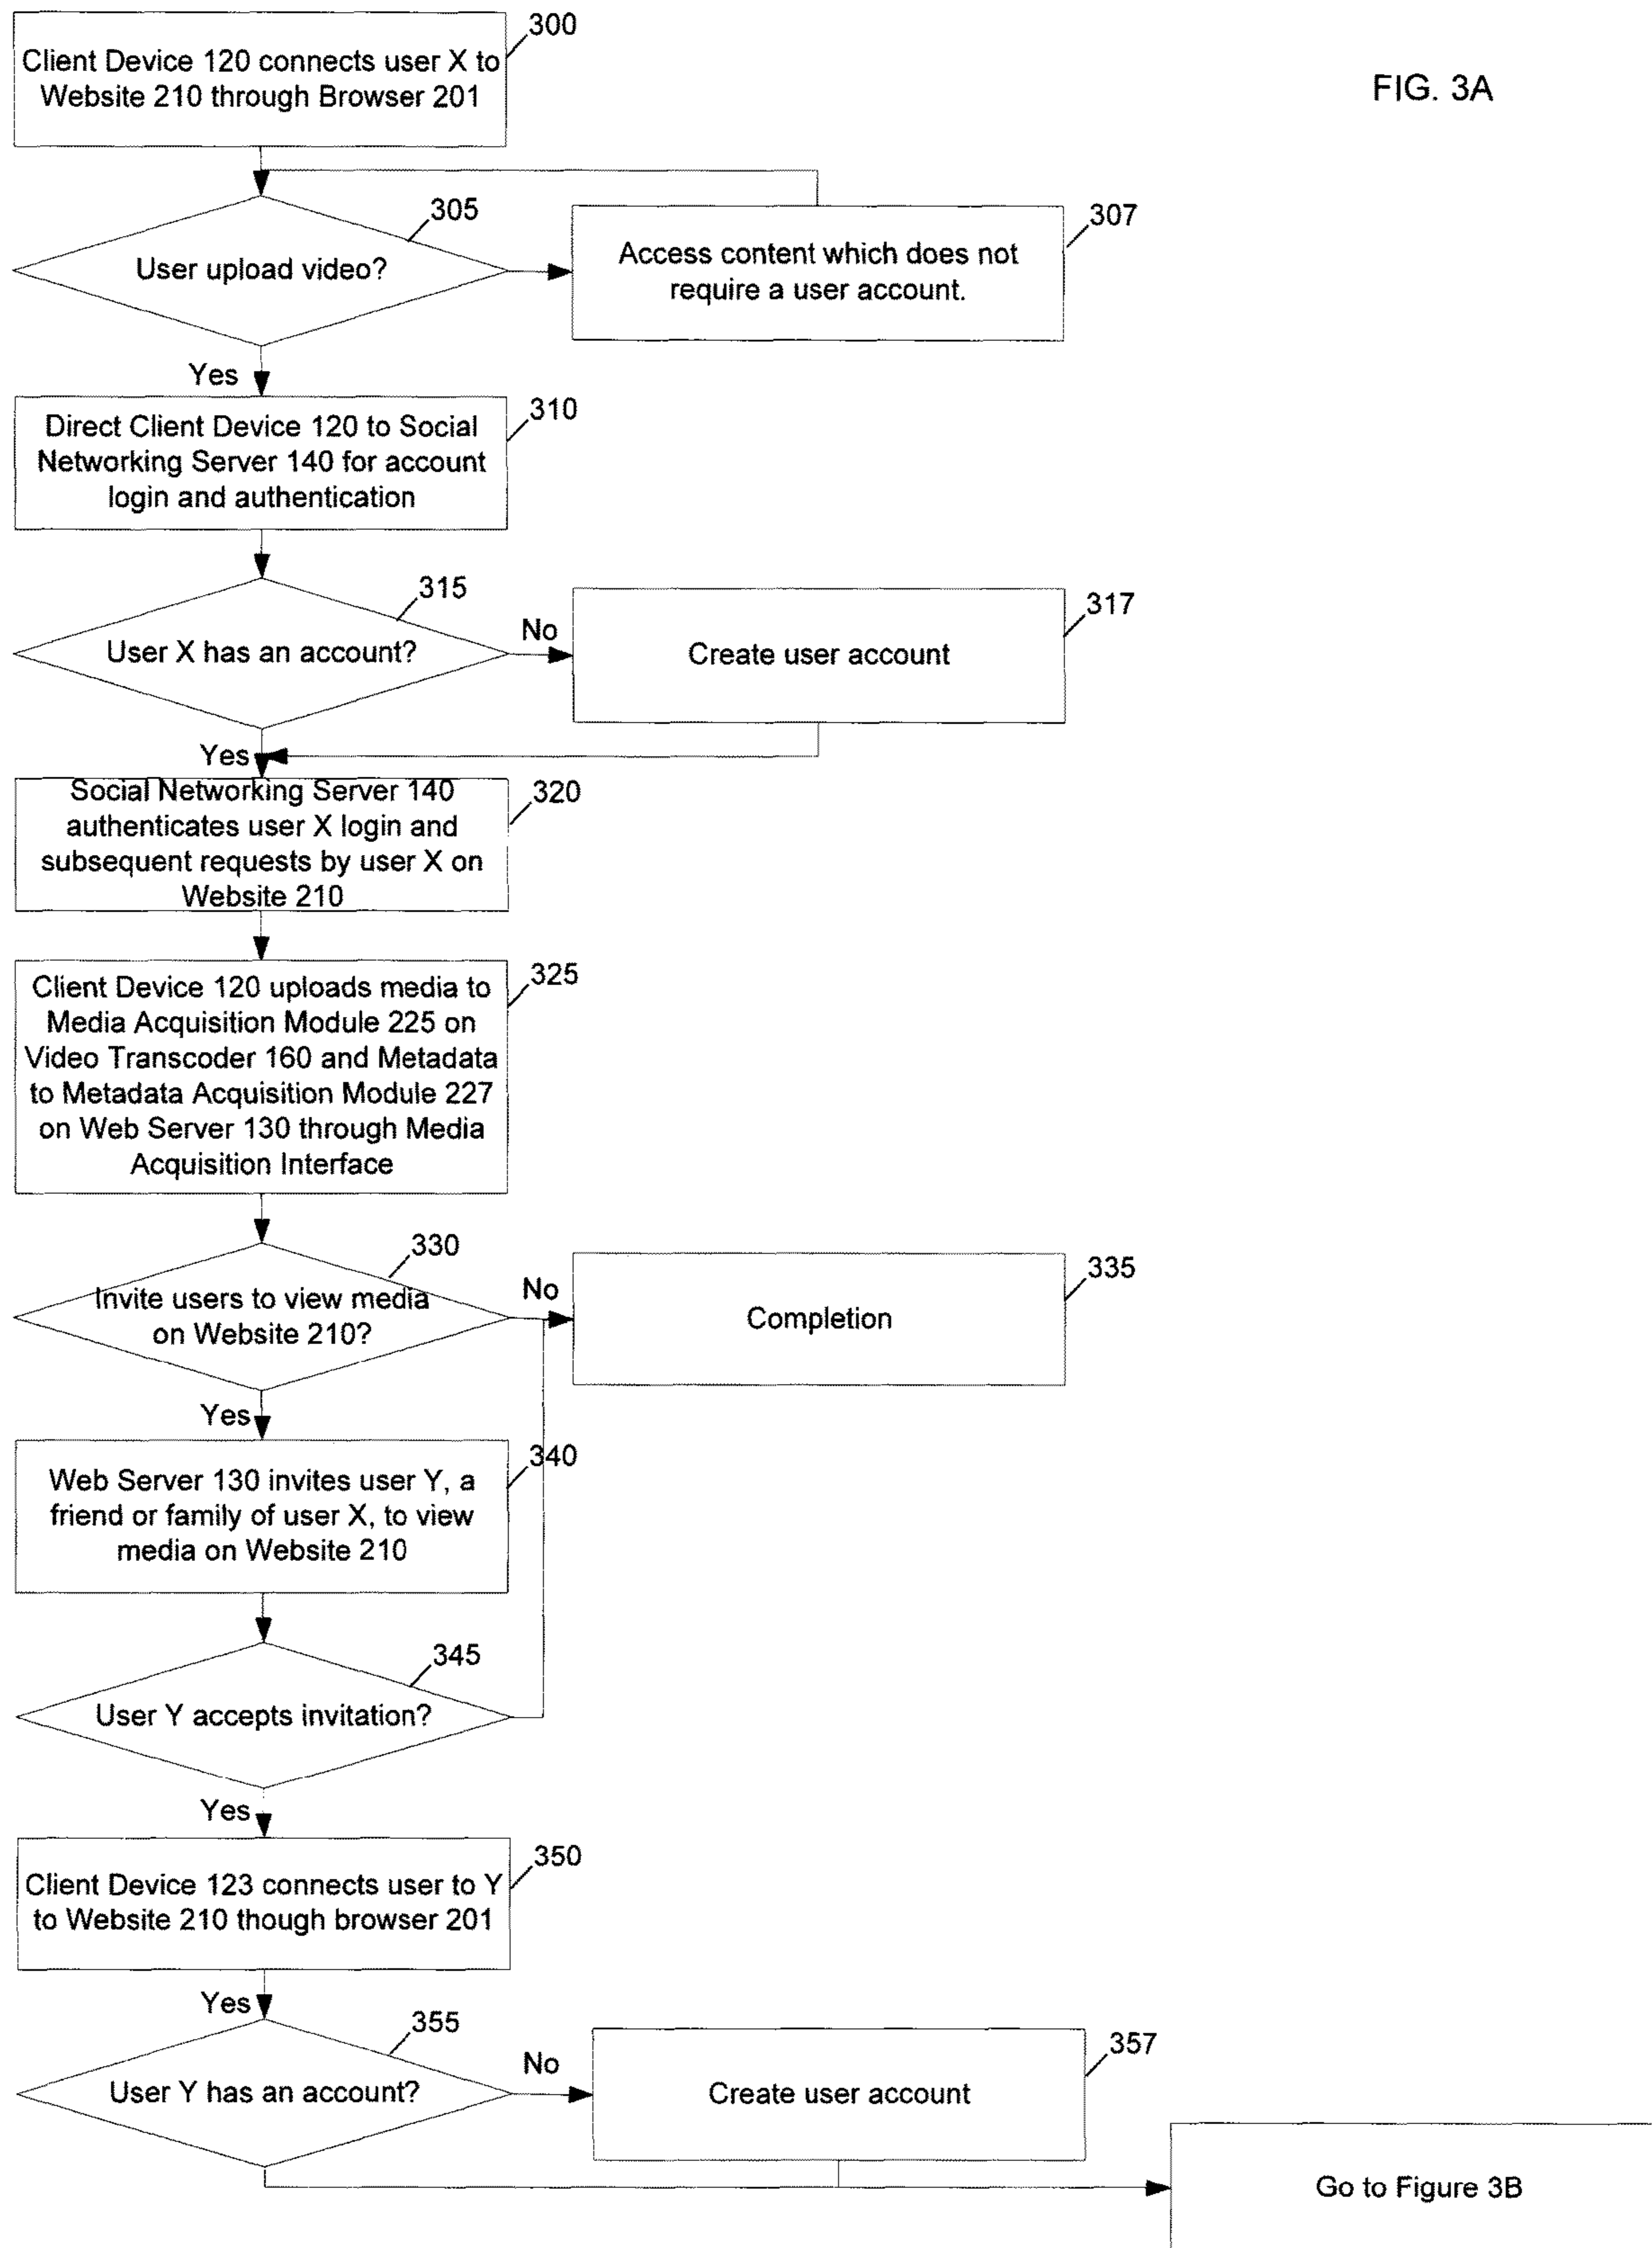 300
Client Device 120 connects user X to
Website 210 through Browser 201
FIG. 3A
305
User upload video?
307
Access content which does not
require a user account.
Yes
310
Direct Client Device 120 to Social
Networking Server 140 for account
login and authentication
315
User X has an account?
No
317
Create user account
Yes
320
Social Networking Server 140
authenticates user X login and
subsequent requests by user X on
Website 210
325
Client Device 120 uploads media to
Media Acquisition Module 225 on
Video Transcoder 160 and Metadata
to Metadata Acquisition Module 227
on Web Server 130 through Media
Acquisition Interface
330
Invite users to view media
on Website 210?
No
335
Completion
Yes
340
Web Server 130 invites user Y, a
friend or family of user X, to view
media on Website 210
345
User Y accepts invitation?
Yes
350
Client Device 123 connects user to Y
to Website 210 though browser 201
Yes
355
User Y has an account?
No
357
Create user account
Go to Figure 3B